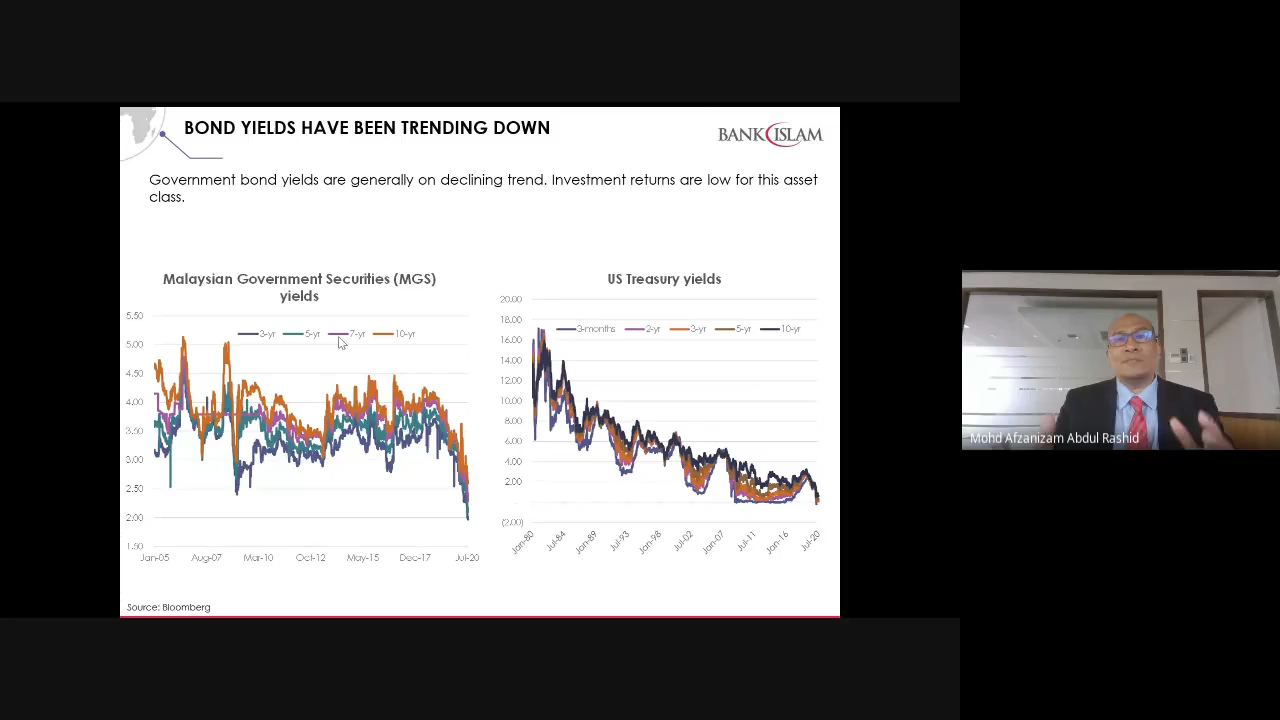 BOND YIELDS HAVE BEEN TRENDING DOWN
BANK ISLAM
Government bond yields are generally on declining trend. Investment returns are low for this asset
class.
Malaysian Government Securities (MGS)
yields
5.50
5.00
4.50
4.00
3.50
3.00
2.50
2.00
1.50
3-yr 5-yr 7-yr 10-yr
Jan-05 Aug-07 Mar-10 Oct-12 May-15 Dec-17 Jul-20
US Treasury yields
20.00
18.00
16.00
14.00
12.00
10.00
8.00
6.00
4.00
2.00
-
(2.00)
3-months 2-yr 3-yr 5-yr 10-yr
Jan-80 Jul-84 Jan-89 Jul-93 Jan-98 Jul-02 Jan-07 Jul-11 Jan-16 Jul-20
Source: Bloomberg
Mohd Afzanizam Abdul Rashid